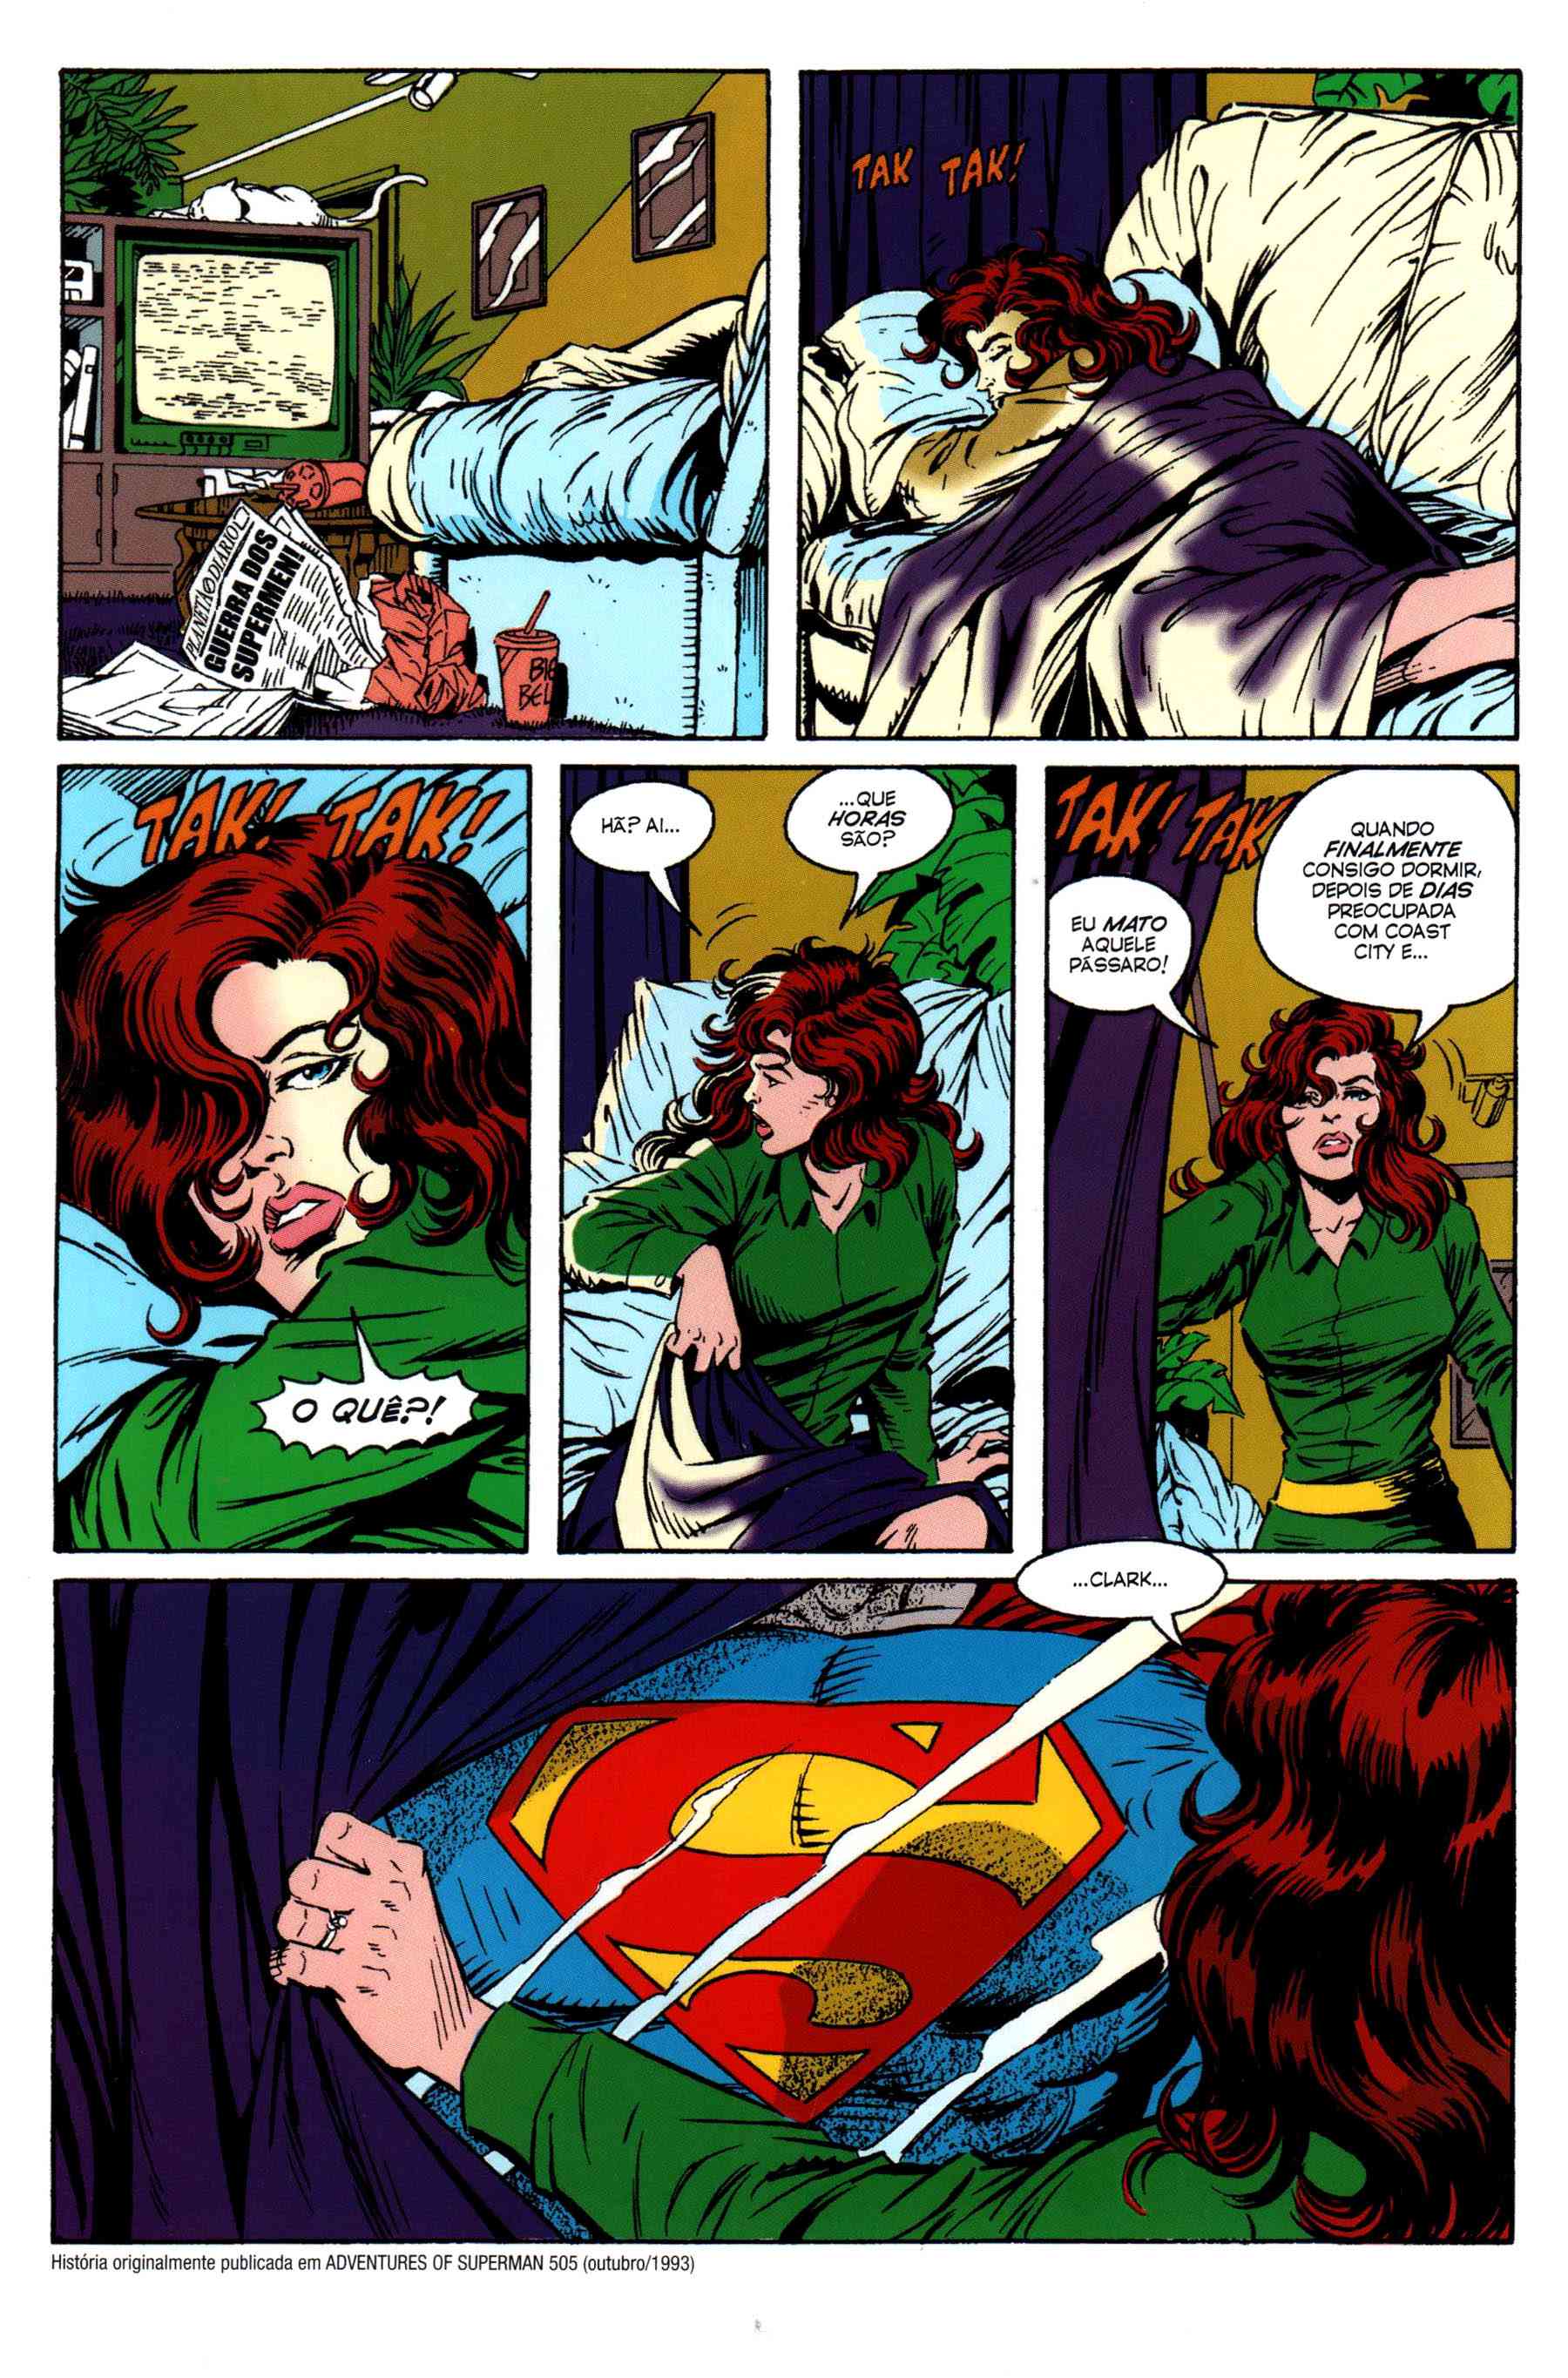 PLANETA DIÁRIO
GUERRA DOS
SUPERMEN!
BIG
BEL
TAK TAK!
TAK! TAK!
O QUÊ?!
HÃ? AI...
...QUE
HORAS
SÃO?
TAK! TAK
EU MATO
AQUELE
PÁSSARO!
QUANDO
FINALMENTE
CONSIGO DORMIR,
DEPOIS DE DIAS
PREOCUPADA
COM COAST
CITY E...
...CLARK...
História originalmente publicada em ADVENTURES OF SUPERMAN 505 (outubro/1993)